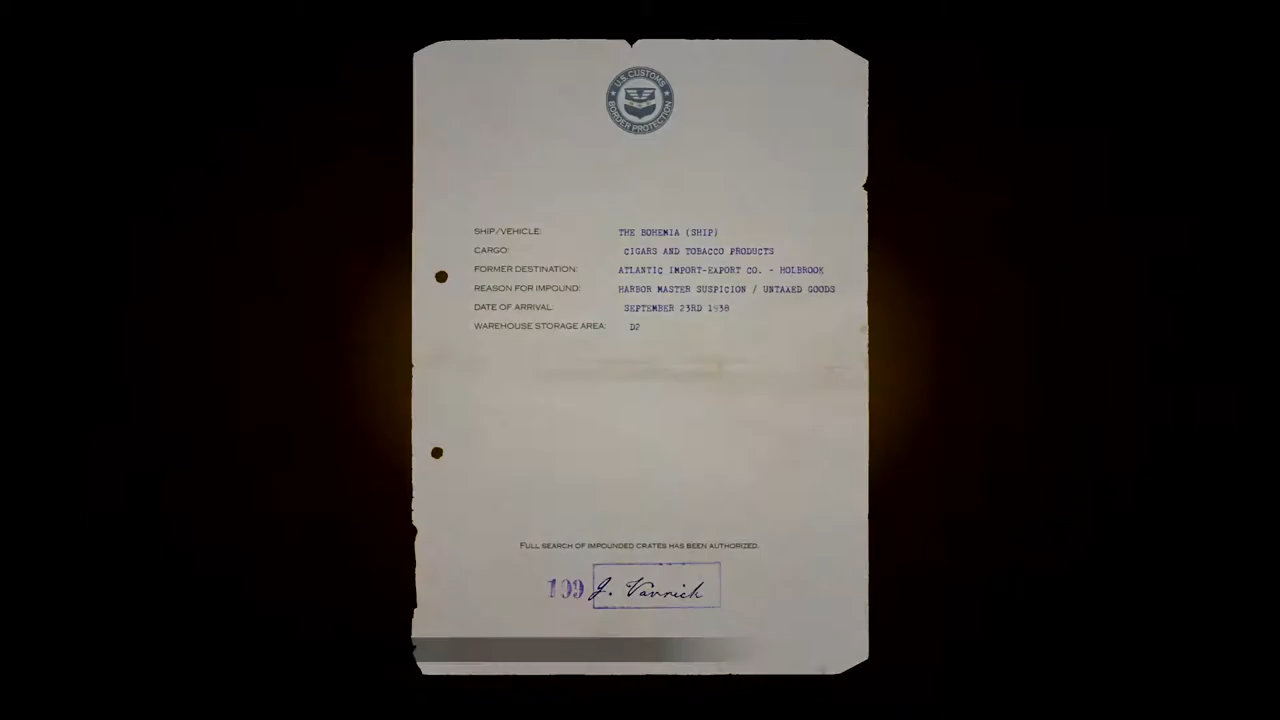 U.S. CUSTOMS
BORDER PROTECTION
SHIP/VEHICLE: THE BOHEMIA (SHIP)
CARGO: CIGARS AND TOBACCO PRODUCTS
FORMER DESTINATION: ATLANTIC IMPORT-EXPORT CO. - HOLBROOK
REASON FOR IMPOUND: HARBOR MASTER SUSPICION / UNTAXED GOODS
DATE OF ARRIVAL: SEPTEMBER 23RD 1938
WAREHOUSE STORAGE AREA: D2
FULL SEARCH OF IMPOUNDED CRATES HAS BEEN AUTHORIZED.
199 J. Vannich